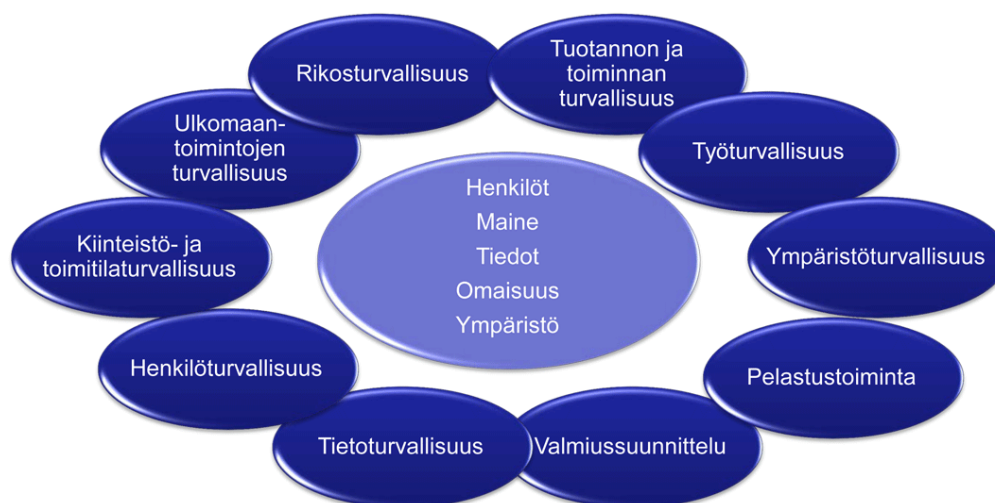 Rikosturvallisuus
Tuotannon ja
toiminnan
turvallisuus
Ulkomaan-
toimintojen
turvallisuus
Työturvallisuus
Henkilöt
Maine
Tiedot
Omaisuus
Ympäristö
Kiinteistö- ja
toimitilaturvallisuus
Ympäristöturvallisuus
Henkilöturvallisuus
Pelastustoiminta
Tietoturvallisuus
Valmiussuunnittelu